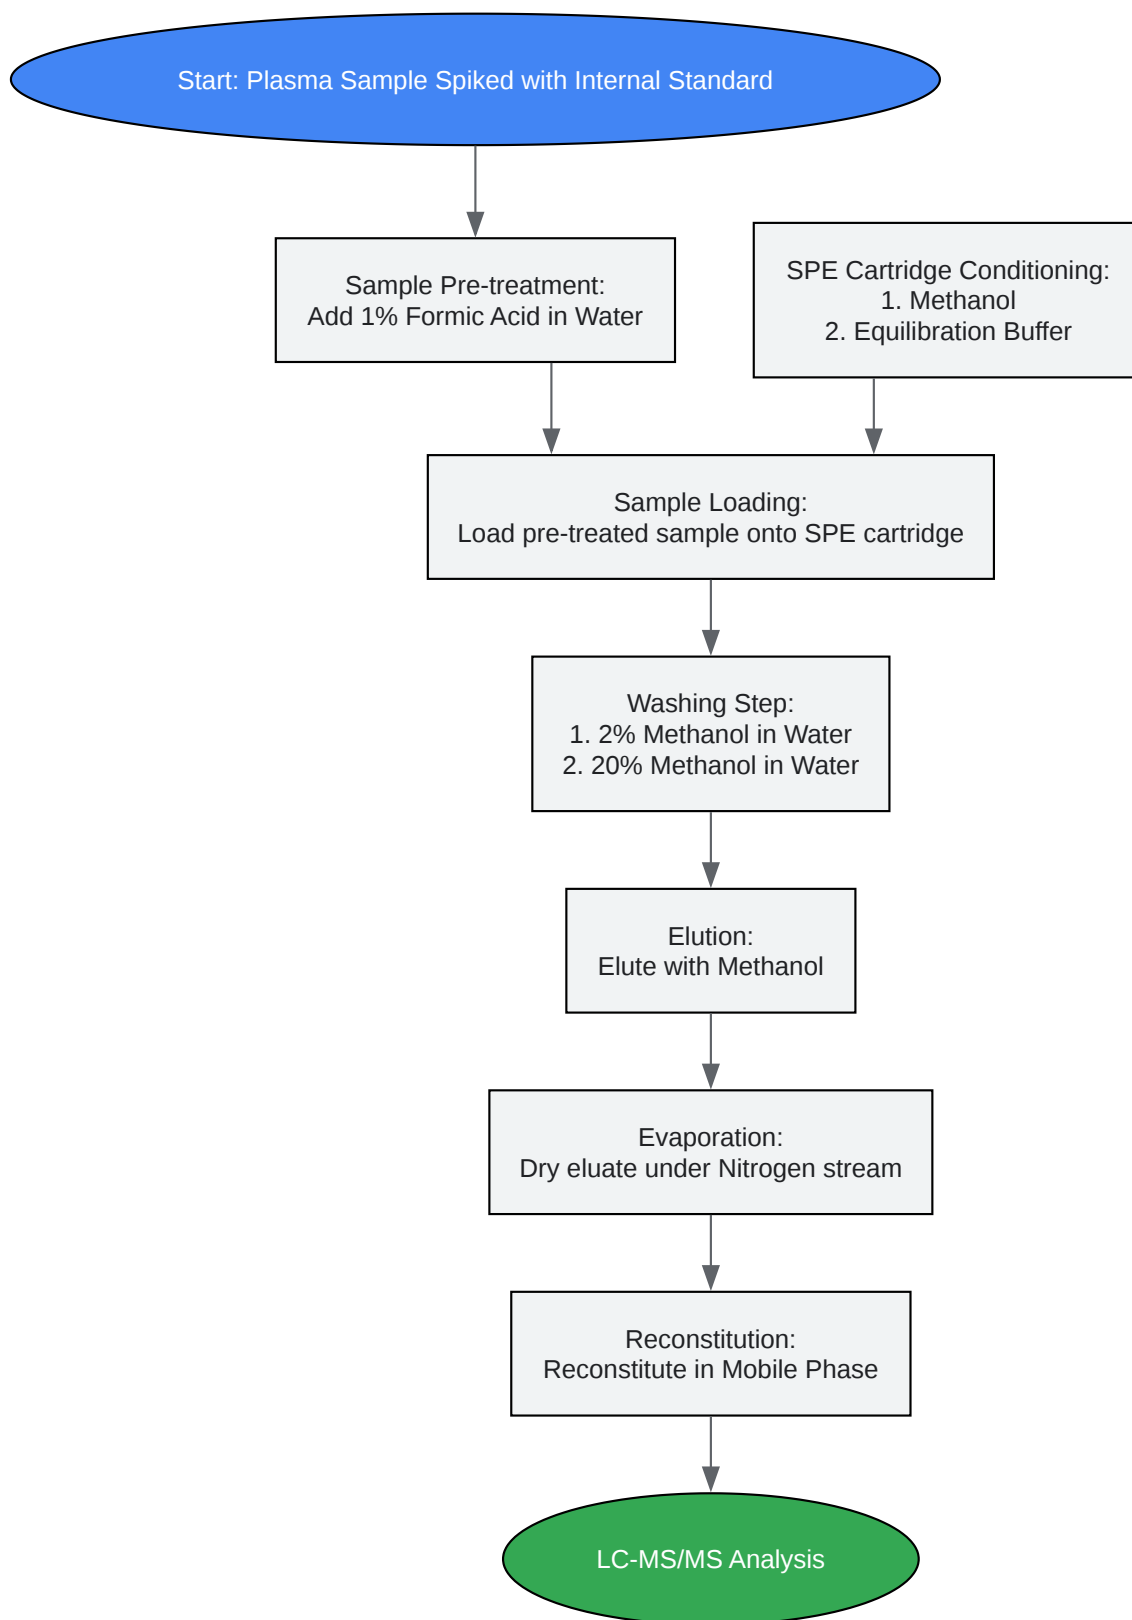 Start: Plasma Sample Spiked with Internal Standard
Sample Pre-treatment:
Add 1% Formic Acid in Water
SPE Cartridge Conditioning:
1. Methanol
2. Equilibration Buffer
Sample Loading:
Load pre-treated sample onto SPE cartridge
Washing Step:
1. 2% Methanol in Water
2. 20% Methanol in Water
Elution:
Elute with Methanol
Evaporation:
Dry eluate under Nitrogen stream
Reconstitution:
Reconstitute in Mobile Phase
LC-MS/MS Analysis